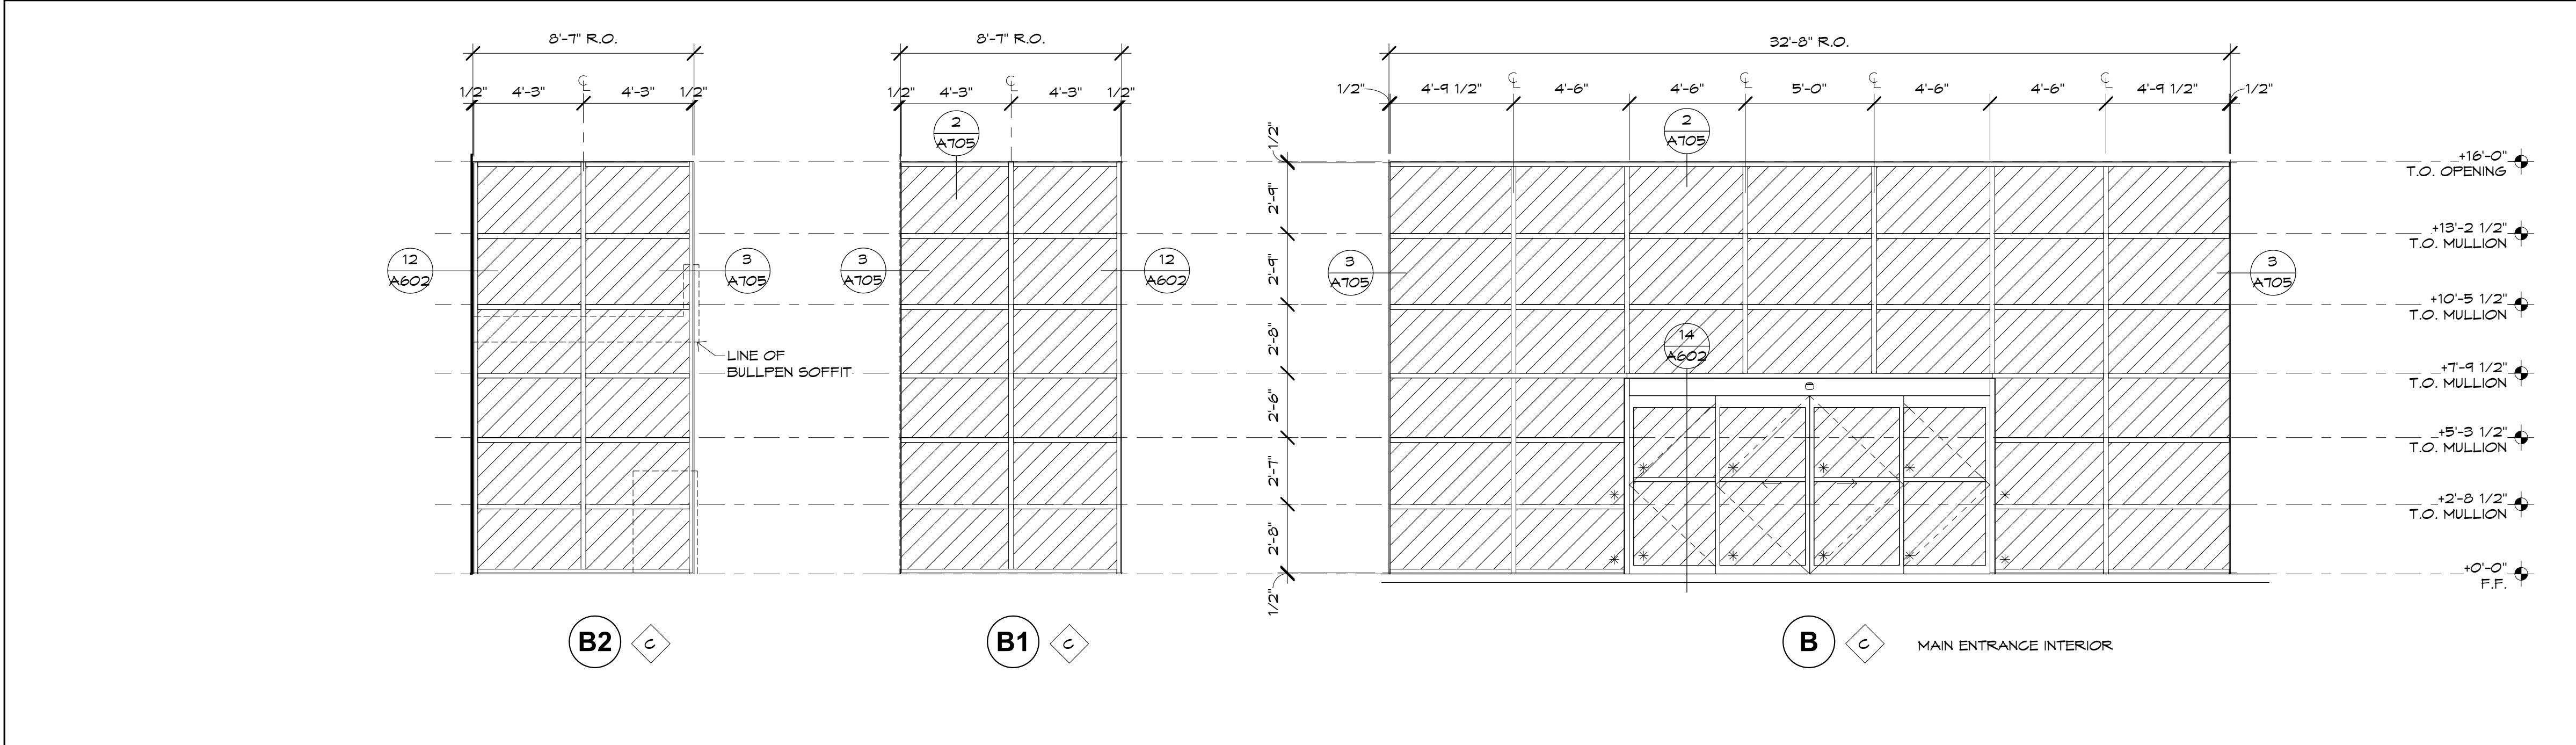 8'-7" R.O.
1/2" 4'-3" ℄ 4'-3" 1/2"
12
A602
3
A705
LINE OF
BULLPEN SOFFIT
B2 C
8'-7" R.O.
1/2" 4'-3" ℄ 4'-3" 1/2"
2
A705
3
A705
12
A602
B1 C
1/2"
2'-9"
2'-9"
2'-8"
2'-6"
2'-7"
2'-8"
1/2"
32'-8" R.O.
1/2" 4'-9 1/2" ℄ 4'-6" 4'-6" ℄ 5'-0" ℄ 4'-6" 4'-6" ℄ 4'-9 1/2" 1/2"
2
A705
3
A705
3
A705
14
A602
B C MAIN ENTRANCE INTERIOR
+16'-0"
T.O. OPENING
+13'-2 1/2"
T.O. MULLION
+10'-5 1/2"
T.O. MULLION
+7'-9 1/2"
T.O. MULLION
+5'-3 1/2"
T.O. MULLION
+2'-8 1/2"
T.O. MULLION
+0'-0"
F.F.